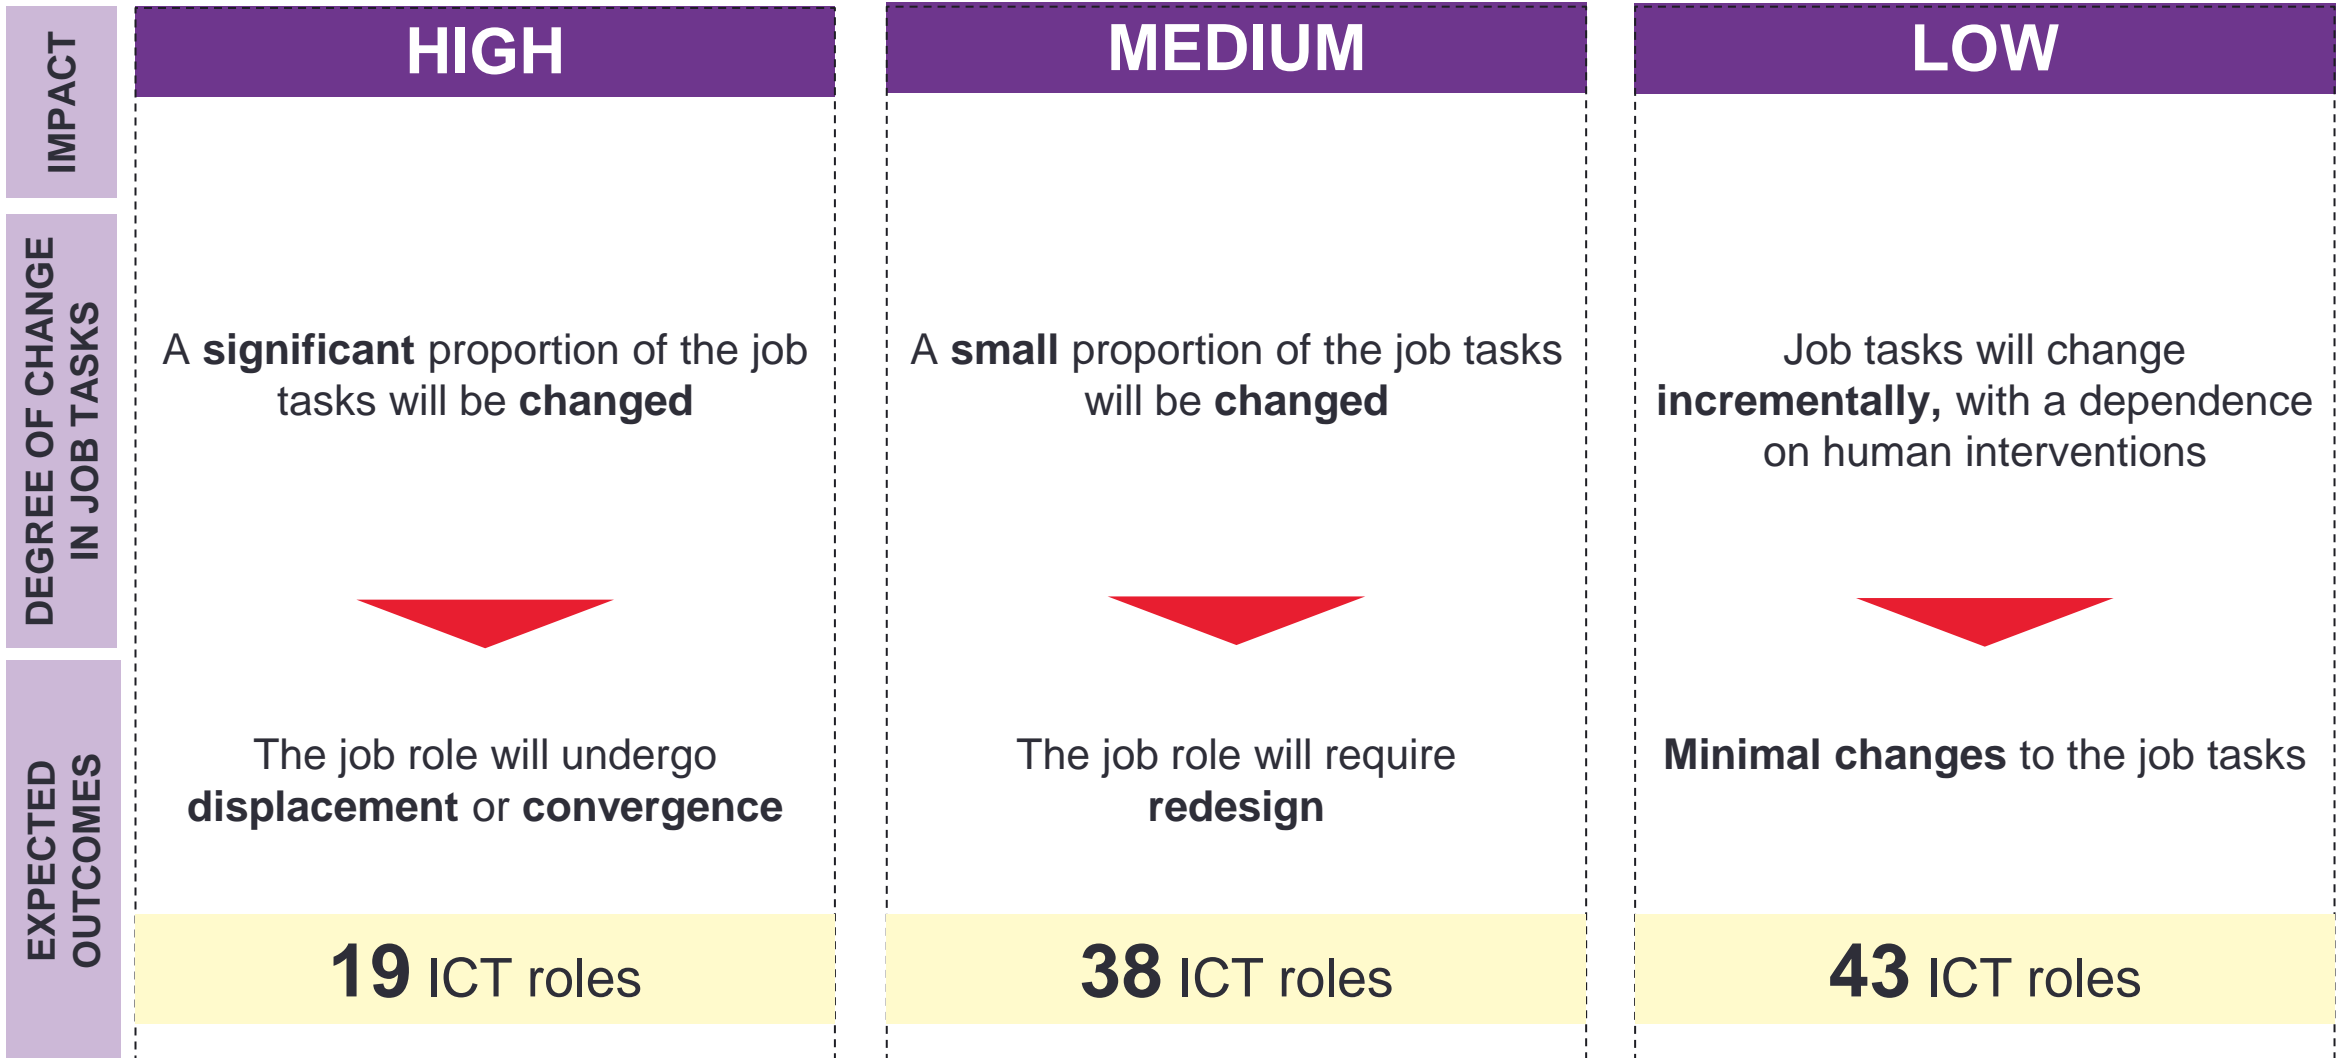 IMPACT
HIGH
MEDIUM
LOW
DEGREE OF CHANGE
IN JOB TASKS
A significant proportion of the job
tasks will be changed
A small proportion of the job tasks
will be changed
Job tasks will change
incrementally, with a dependence
on human interventions
EXPECTED
OUTCOMES
The job role will undergo
displacement or convergence
The job role will require
redesign
Minimal changes to the job tasks
19 ICT roles
38 ICT roles
43 ICT roles